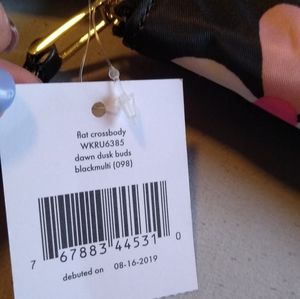 flat crossbody
WKRU6385
dawn dusk buds
blackmulti (098)
7 67883 44531 0
debuted on 08-16-2019